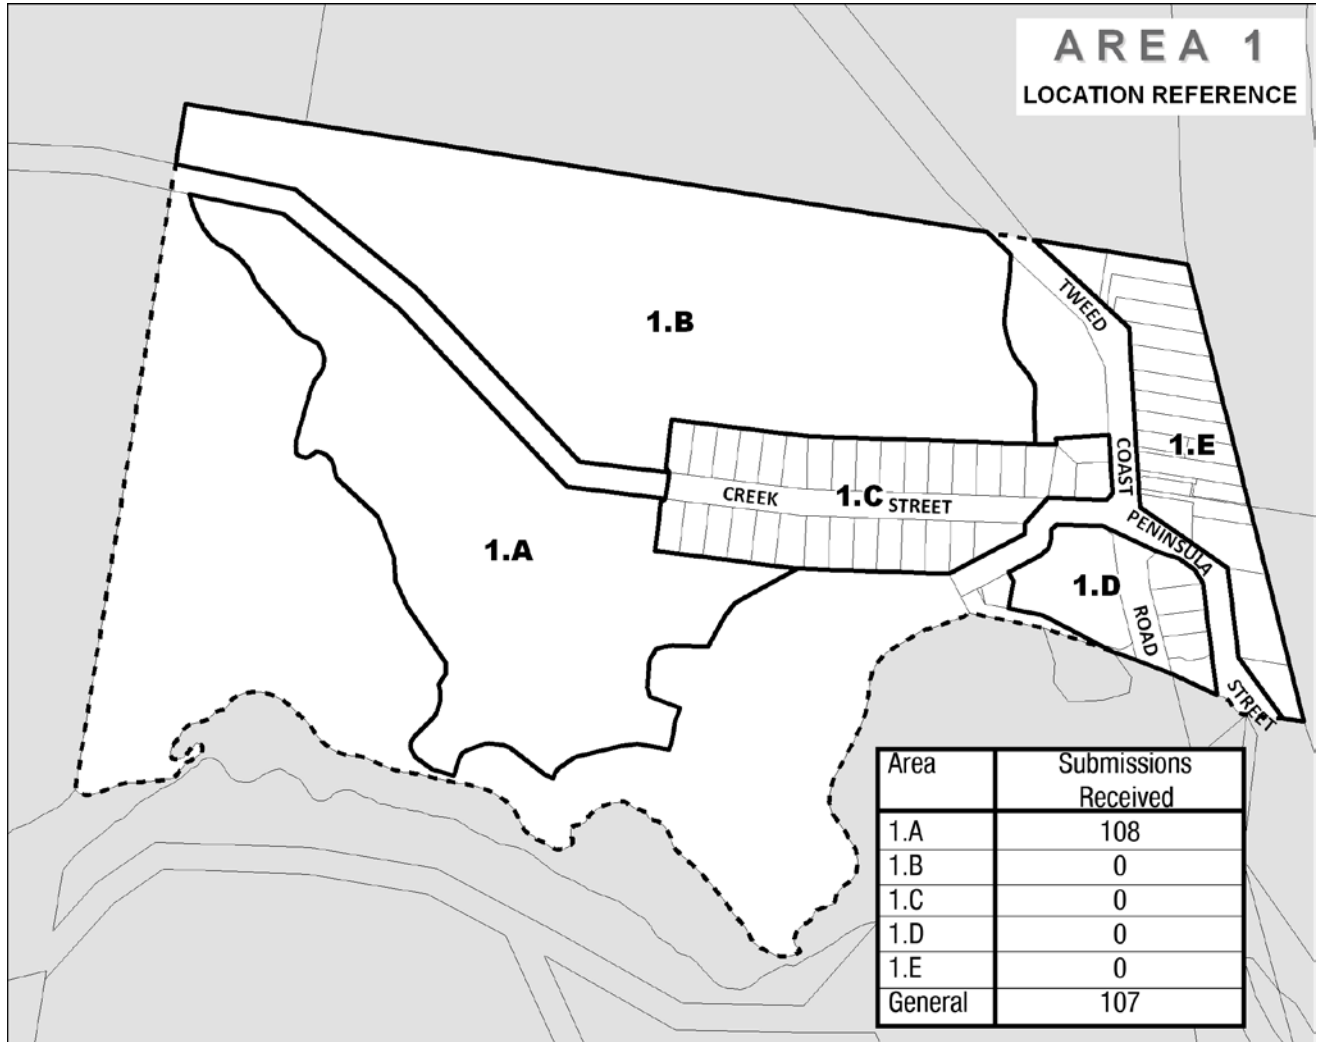 AREA 1
LOCATION REFERENCE
TWEED
1.B
COAST
1.E
CREEK
1.C
STREET
PENINSULA
1.A
1.D
ROAD
STREET
Area Submissions Received
1.A 108
1.B 0
1.C 0
1.D 0
1.E 0
General 107